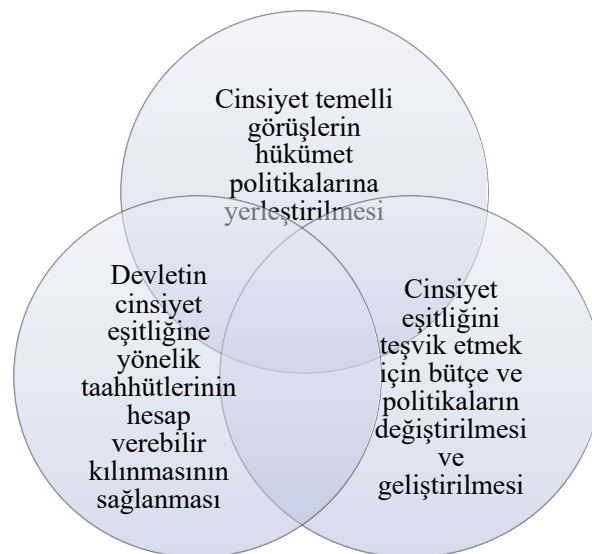 Cinsiyet temelli
görüşlerin
hükümet
politikalarına
yerleştirilmesi
Devletin
cinsiyet
eşitliğine
yönelik
taahhütlerinin
hesap
verebilir
kılınmasının
sağlanması
Cinsiyet
eşitliğini
teşvik etmek
için bütçe ve
politikaların
değiştirilmesi
ve
geliştirilmesi